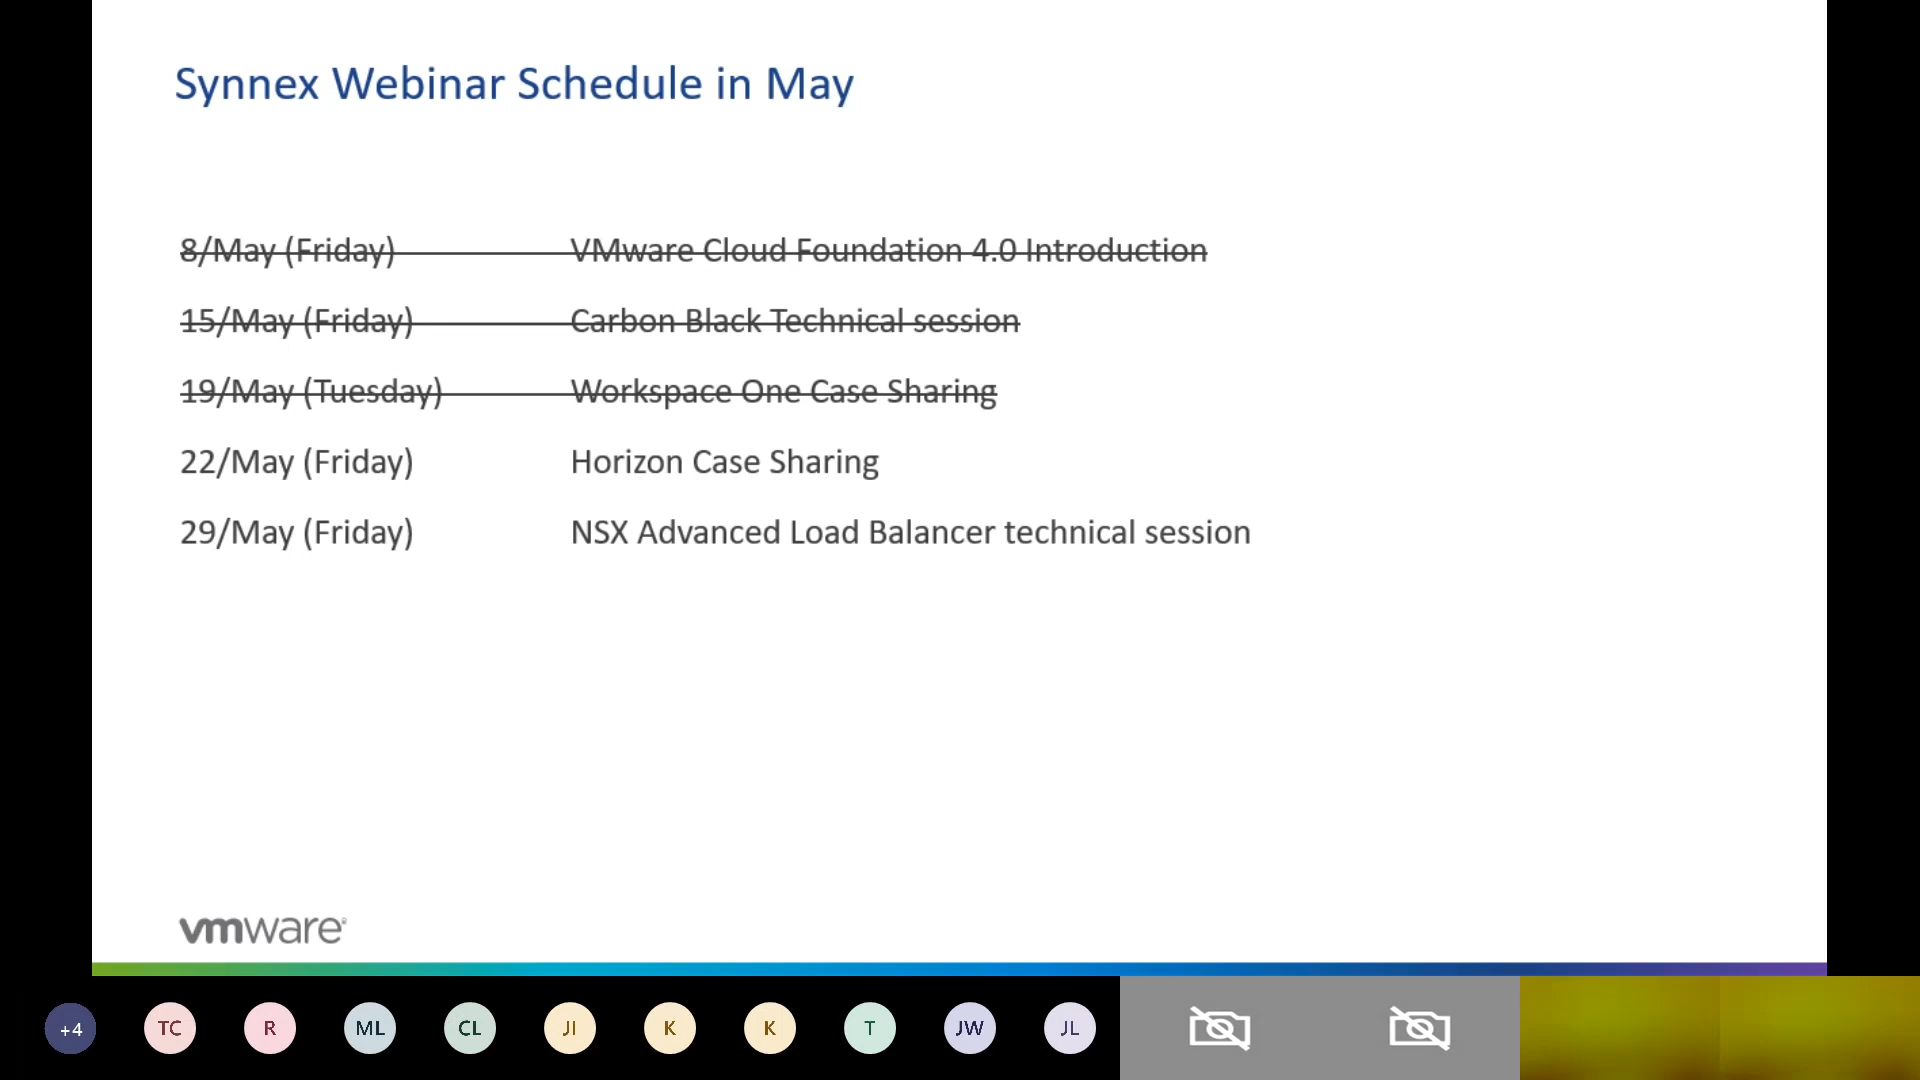 Synnex Webinar Schedule in May
8/May (Friday) VMware Cloud Foundation 4.0 Introduction
15/May (Friday) Carbon Black Technical session
19/May (Tuesday) Workspace One Case Sharing
22/May (Friday) Horizon Case Sharing
29/May (Friday) NSX Advanced Load Balancer technical session
vmware®
+4 TC R ML CL JI K K T JW JL